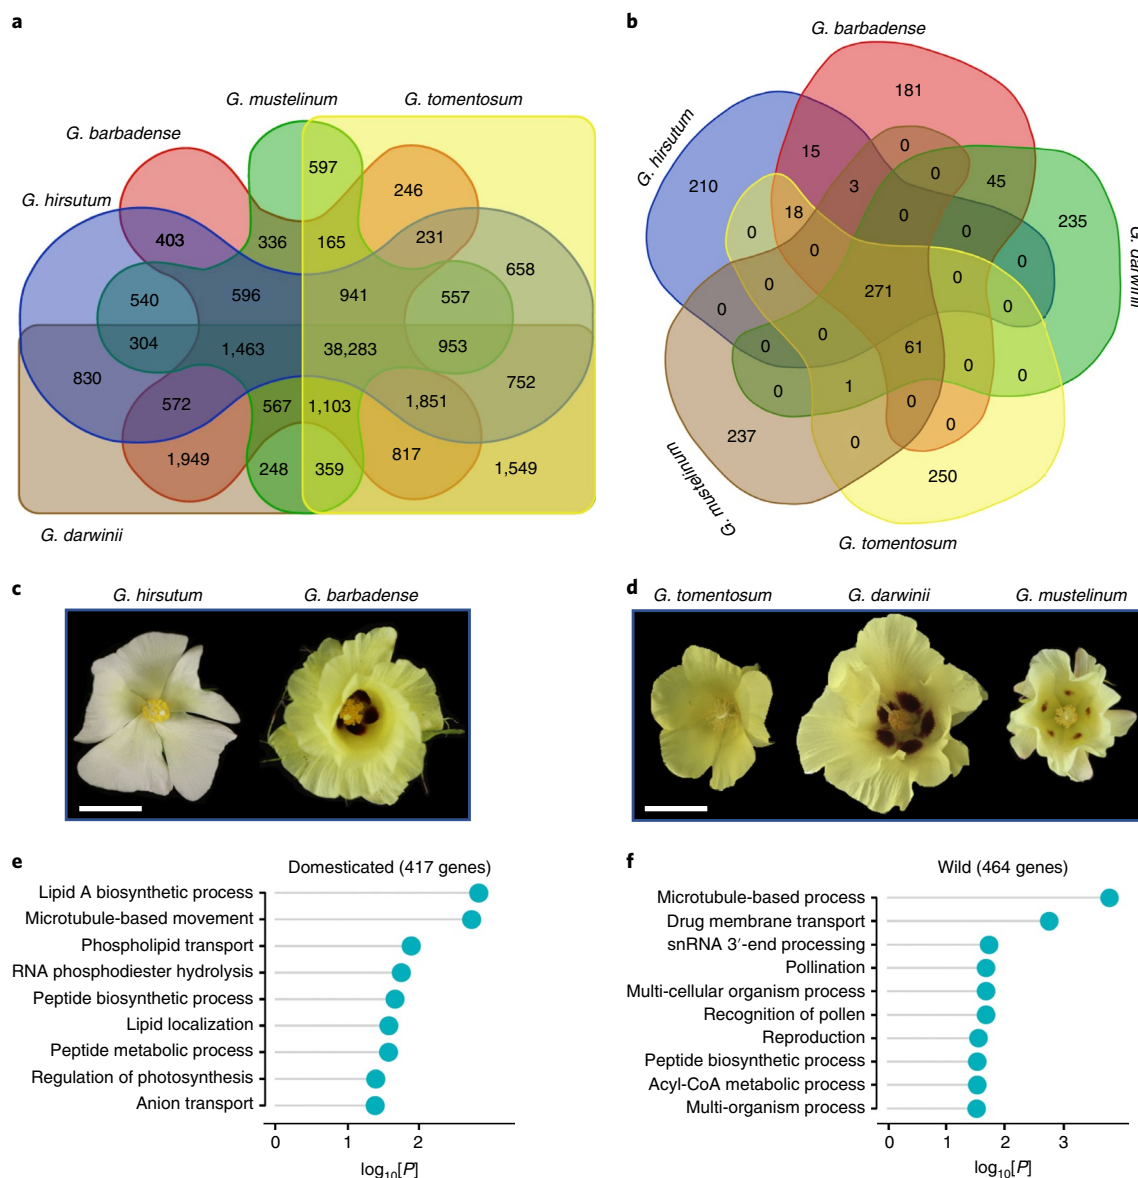 a
G. mustelinum
G. tomentosum
G. barbadense
G. hirsutum
597
246
403
336
165
231
658
540
596
941
557
304
1,463
38,283
953
830
752
572
567
1,103
1,851
1,949
248
359
817
1,549
G. darwinii
b
G. barbadense
G. hirsutum
G. darwinii
G. mustelinum
G. tomentosum
181
15
0
0
45
210
3
235
18
0
0
0
0
0
0
271
0
0
0
0
0
61
0
0
0
1
0
0
237
0
0
250
c
G. hirsutum
G. barbadense
d
G. tomentosum
G. darwinii
G. mustelinum
e
Domesticated (417 genes)
Lipid A biosynthetic process
Microtubule-based movement
Phospholipid transport
RNA phosphodiester hydrolysis
Peptide biosynthetic process
Lipid localization
Peptide metabolic process
Regulation of photosynthesis
Anion transport
0 1 2
log10[P]
f
Wild (464 genes)
Microtubule-based process
Drug membrane transport
snRNA 3′-end processing
Pollination
Multi-cellular organism process
Recognition of pollen
Reproduction
Peptide biosynthetic process
Acyl-CoA metabolic process
Multi-organism process
0 1 2 3
log10[P]